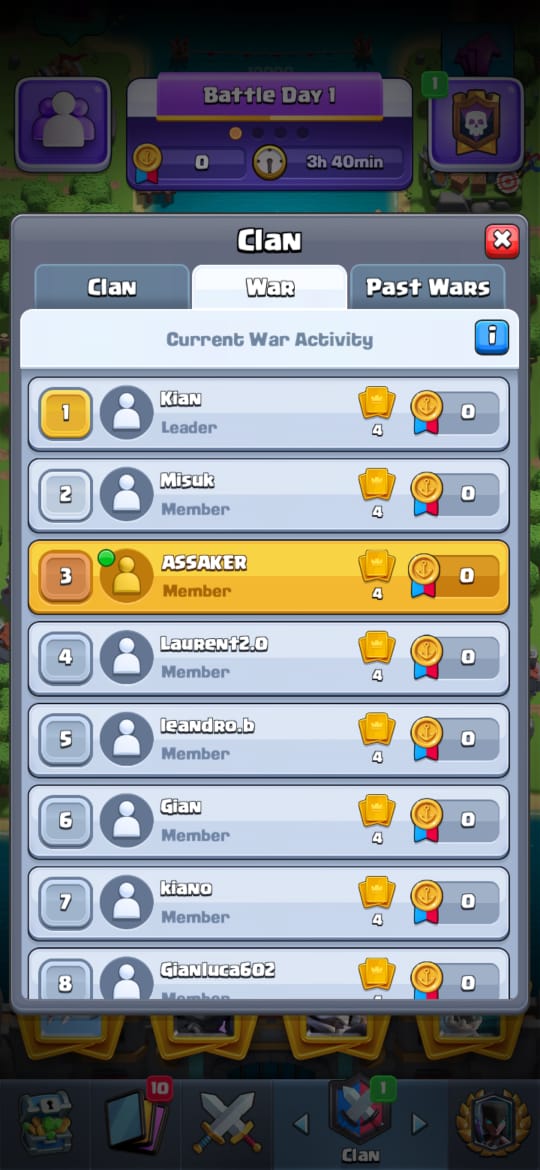 Battle Day 1
1
0
3h 40min
Clan
Clan
War
Past Wars
Current War Activity
i
1
Kian
Leader
4
0
2
Misuk
Member
4
0
3
ASSAKER
Member
4
0
4
Laurent2.0
Member
4
0
5
leandro.b
Member
4
0
6
Gian
Member
4
0
7
kiano
Member
4
0
8
Gianluca602
Member
4
0
10
1
Clan